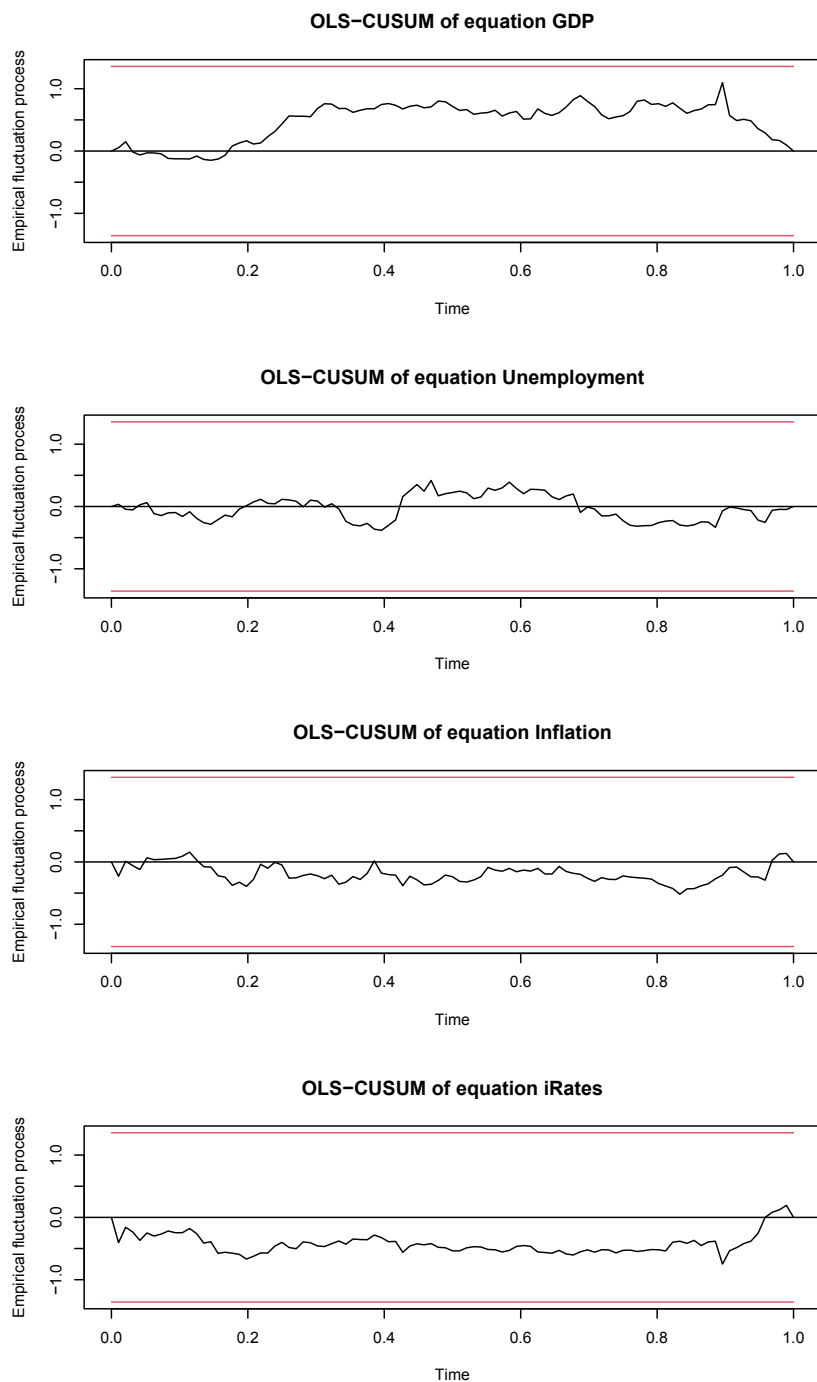 OLS−CUSUM of equation GDP
Empirical fluctuation process
1.0
0.0
−1.0
0.0 0.2 0.4 0.6 0.8 1.0
Time
OLS−CUSUM of equation Unemployment
Empirical fluctuation process
1.0
0.0
−1.0
0.0 0.2 0.4 0.6 0.8 1.0
Time
OLS−CUSUM of equation Inflation
Empirical fluctuation process
1.0
0.0
−1.0
0.0 0.2 0.4 0.6 0.8 1.0
Time
OLS−CUSUM of equation iRates
Empirical fluctuation process
1.0
0.0
−1.0
0.0 0.2 0.4 0.6 0.8 1.0
Time